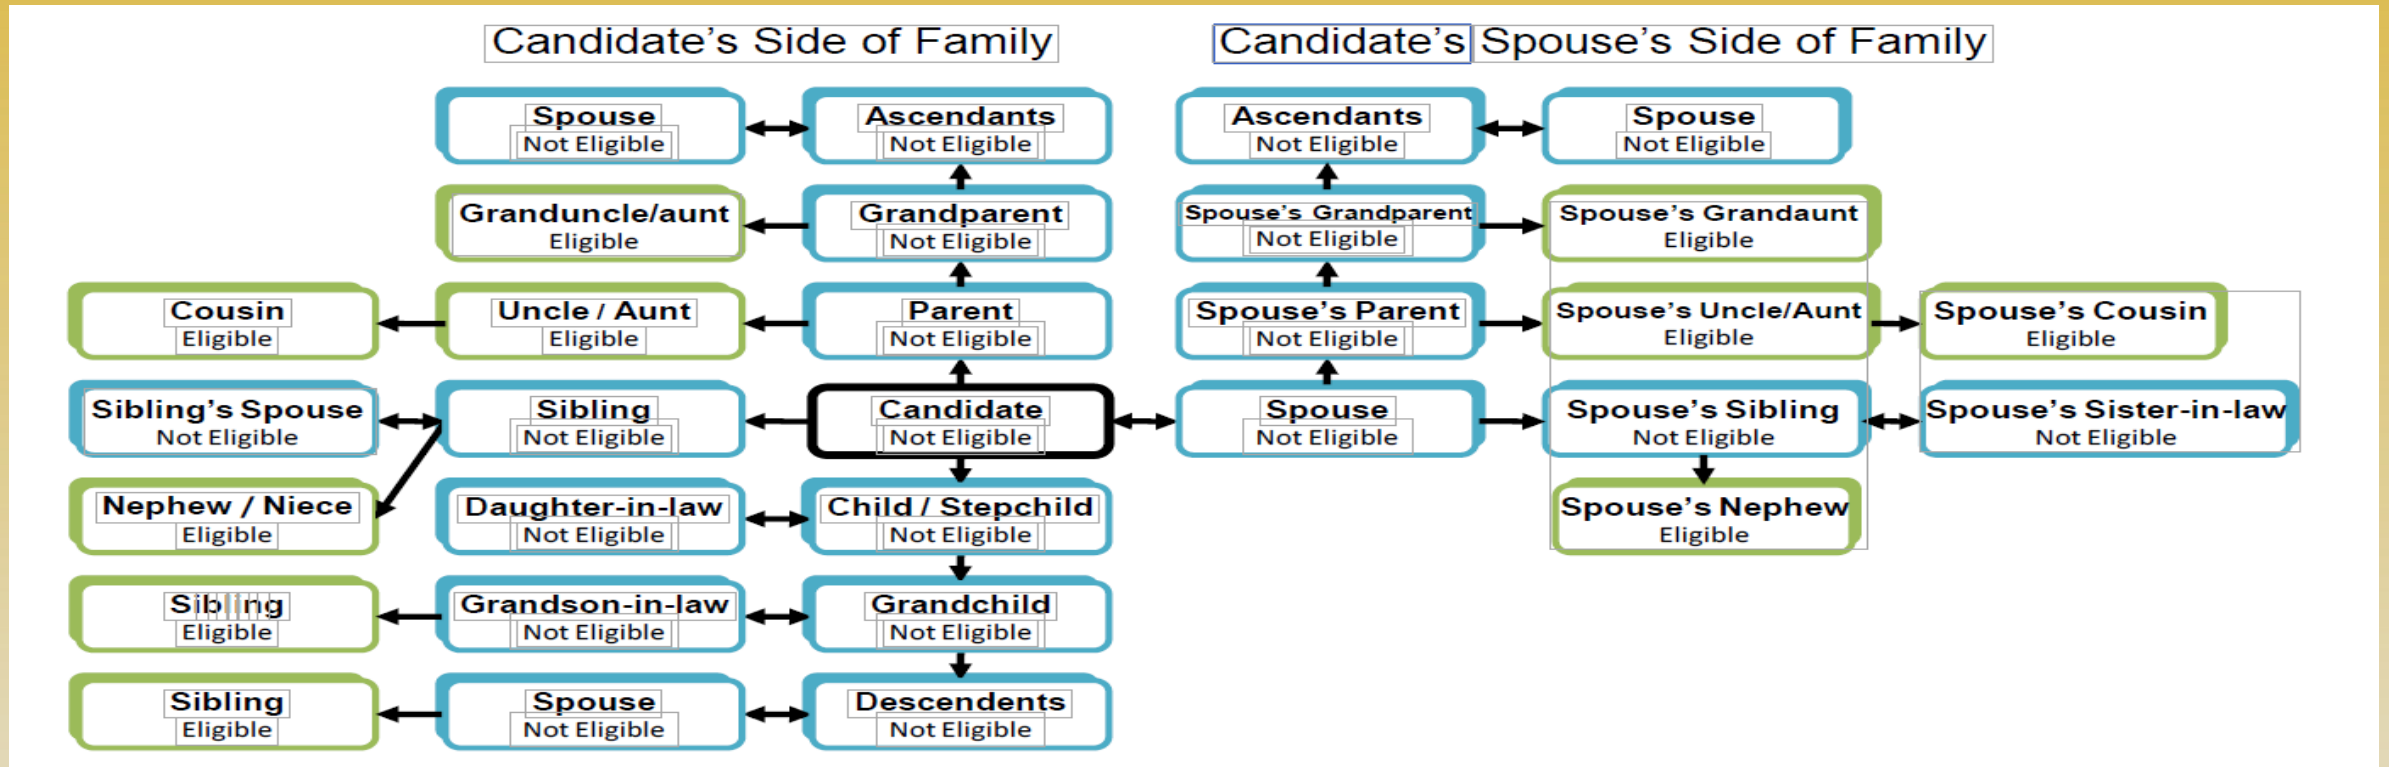 Candidate's Side of Family
Candidate's Spouse's Side of Family
Spouse
Not Eligible
Ascendants
Not Eligible
Ascendants
Not Eligible
Spouse
Not Eligible
Granduncle/aunt
Eligible
Grandparent
Not Eligible
Spouse's Grandparent
Not Eligible
Spouse's Grandaunt
Eligible
Cousin
Eligible
Uncle / Aunt
Eligible
Parent
Not Eligible
Spouse's Parent
Not Eligible
Spouse's Uncle/Aunt
Eligible
Spouse's Cousin
Eligible
Sibling's Spouse
Not Eligible
Sibling
Not Eligible
Candidate
Not Eligible
Spouse
Not Eligible
Spouse's Sibling
Not Eligible
Spouse's Sister-in-law
Not Eligible
Nephew / Niece
Eligible
Daughter-in-law
Not Eligible
Child / Stepchild
Not Eligible
Spouse's Nephew
Eligible
Sibling
Eligible
Grandson-in-law
Not Eligible
Grandchild
Not Eligible
Sibling
Eligible
Spouse
Not Eligible
Descendents
Not Eligible